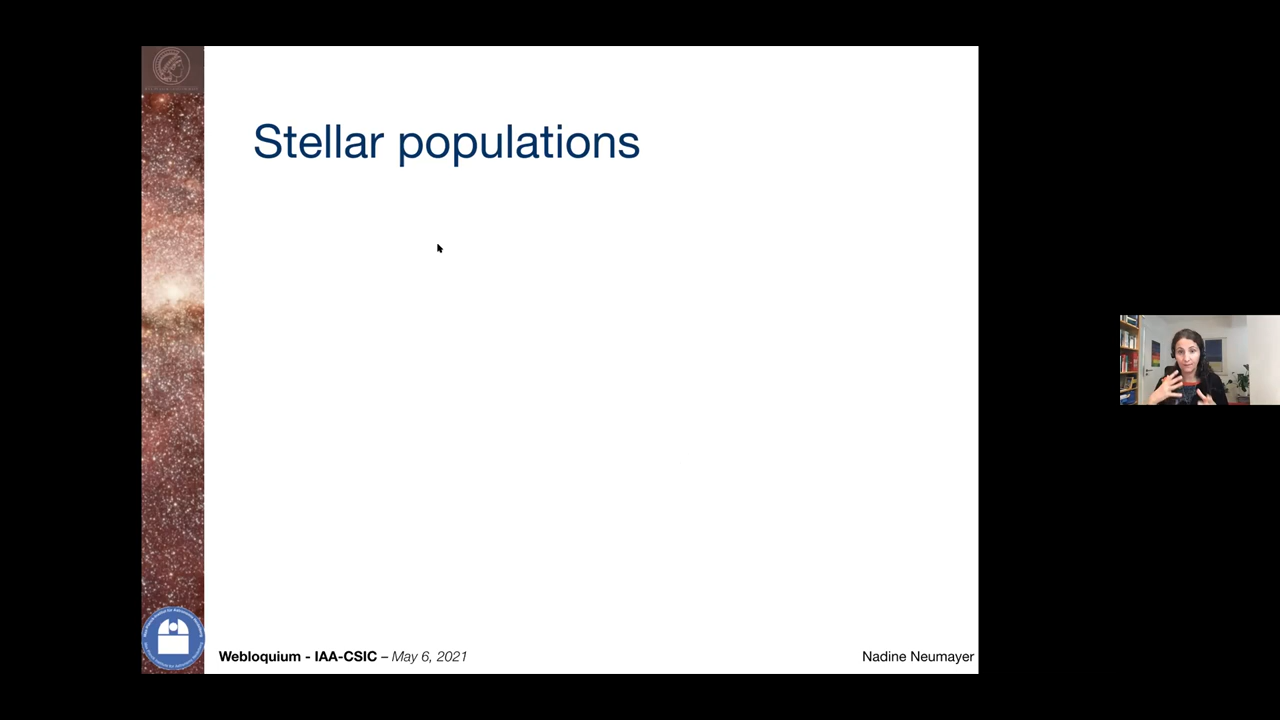 Stellar populations
Webloquium - IAA-CSIC – May 6, 2021
Nadine Neumayer